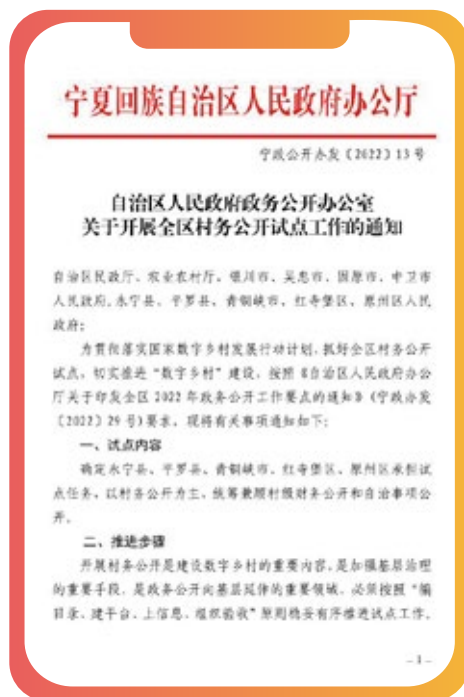 宁夏回族自治区人民政府办公厅
宁政公开办发〔2022〕13号
自治区人民政府政务公开办公室
关于开展全区村务公开试点工作的通知
自治区民政厅、农业农村厅,银川市、吴忠市、固原市、中卫市
人民政府,永宁县、平罗县、青铜峡市、红寺堡区、原州区人民
政府:
为贯彻落实国家数字乡村发展行动计划,抓好全区村务公开
试点,切实推进“数字乡村”建设,按照《自治区人民政府办公
厅关于印发全区2022年政务公开工作要点的通知》(宁政办发
〔2022〕29号)要求,现将有关事项通知如下:
一、试点内容
确定永宁县、平罗县、青铜峡市、红寺堡区、原州区承担试
点任务,以村务公开为主,统筹兼顾村级财务公开和自治事项公
开。
二、推进步骤
开展村务公开是建设数字乡村的重要内容,是加强基层治理
的重要手段,是政务公开向基层延伸的重要领域,必须按照“编
目录、建平台、上信息、组织验收”原则稳妥有序推进试点工作。
-1-